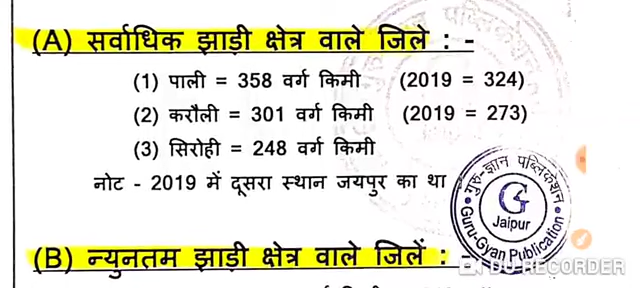 (A) सर्वाधिक झाड़ी क्षेत्र वाले जिले : -
(1) पाली = 358 वर्ग किमी (2019 = 324)
(2) करौली = 301 वर्ग किमी (2019 = 273)
(3) सिरोही = 248 वर्ग किमी
नोट - 2019 में दूसरा स्थान जयपुर का था
गुरु-ज्ञान पब्लिकेशन
G
Jaipur
Guru-Gyan Publication
(B) न्युनतम झाड़ी क्षेत्र वाले जिलें : -
DU RECORDER